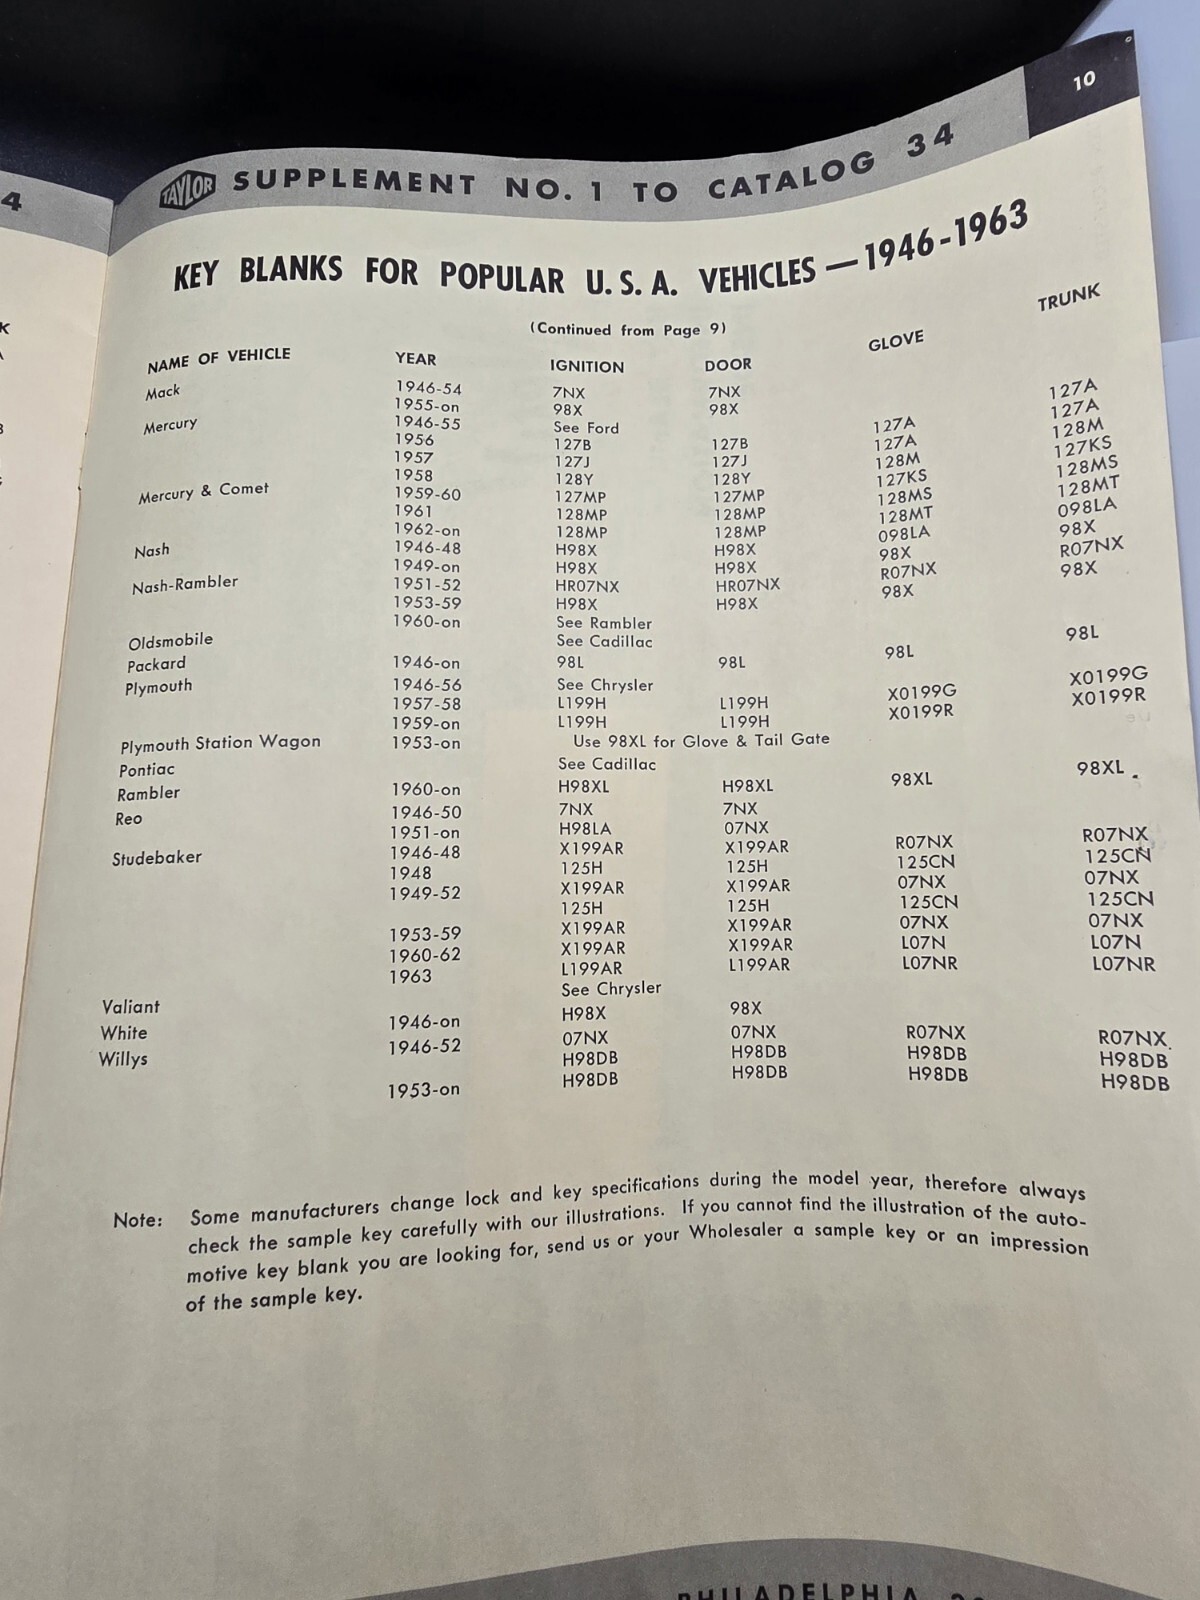 10
4
TAYLOR SUPPLEMENT NO. 1 TO CATALOG 34
KEY BLANKS FOR POPULAR U. S. A. VEHICLES — 1946-1963
(Continued from Page 9)
NAME OF VEHICLE YEAR IGNITION DOOR GLOVE TRUNK
Mack 1946-54 7NX 7NX
1955-on 98X 98X
Mercury 1946-55 See Ford
1956 127B 127B 127A 127A
1957 127J 127J 127A 127A
1958 128Y 128Y 128M 128M
Mercury & Comet 1959-60 127MP 127MP 127KS 127KS
1961 128MP 128MP 128MS 128MS
1962-on 128MP 128MP 128MT 128MT
Nash 1946-48 H98X H98X 098LA 098LA
1949-on H98X H98X 98X 98X
Nash-Rambler 1951-52 HR07NX HR07NX R07NX R07NX
1953-59 H98X H98X 98X 98X
1960-on See Rambler
Oldsmobile See Cadillac
Packard 1946-on 98L 98L 98L 98L
Plymouth 1946-56 See Chrysler
1957-58 L199H L199H X0199G X0199G
1959-on L199H L199H X0199R X0199R
Plymouth Station Wagon 1953-on Use 98XL for Glove & Tail Gate
Pontiac See Cadillac
Rambler 1960-on H98XL H98XL 98XL 98XL
Reo 1946-50 7NX 7NX
1951-on H98LA 07NX
Studebaker 1946-48 X199AR X199AR R07NX R07NX
1948 125H 125H 125CN 125CN
1949-52 X199AR X199AR 07NX 07NX
125H 125H 125CN 125CN
1953-59 X199AR X199AR 07NX 07NX
1960-62 X199AR X199AR L07N L07N
1963 L199AR L199AR L07NR L07NR
Valiant See Chrysler
White 1946-on H98X 98X
Willys 1946-52 07NX 07NX R07NX R07NX
H98DB H98DB H98DB H98DB
1953-on H98DB H98DB H98DB H98DB
Note: Some manufacturers change lock and key specifications during the model year, therefore always
check the sample key carefully with our illustrations. If you cannot find the illustration of the auto-
motive key blank you are looking for, send us or your Wholesaler a sample key or an impression
of the sample key.
PHILADELPHIA